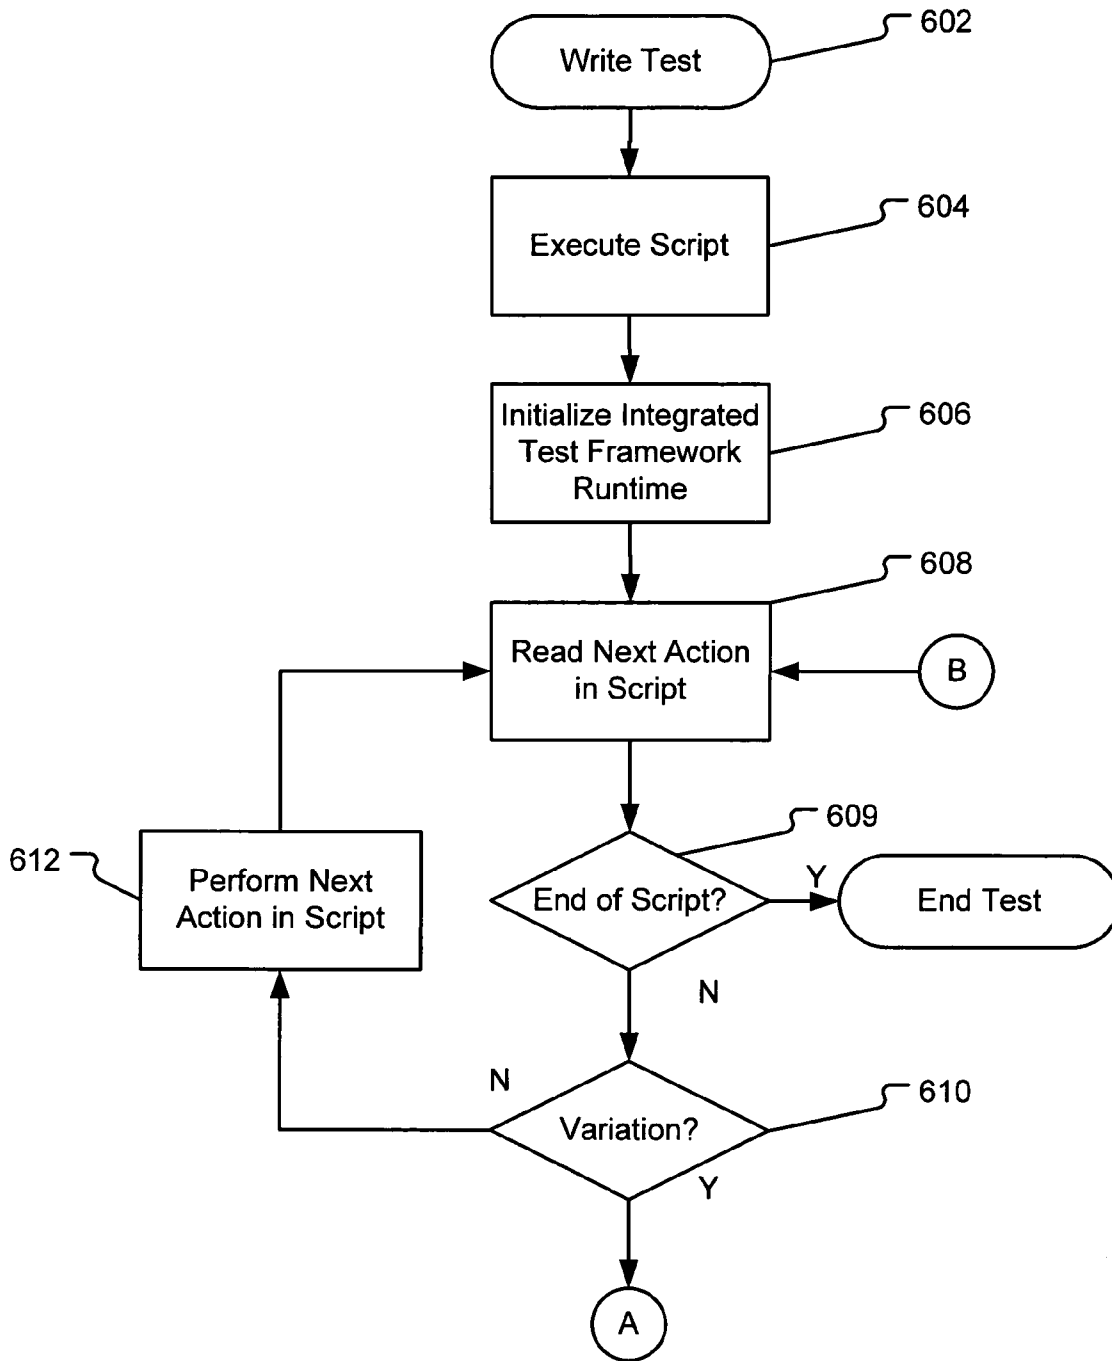 602
Write Test
604
Execute Script
606
Initialize Integrated
Test Framework
Runtime
608
Read Next Action
in Script
B
609
612
Perform Next
Action in Script
End of Script?
Y
End Test
N
N
610
Variation?
Y
A